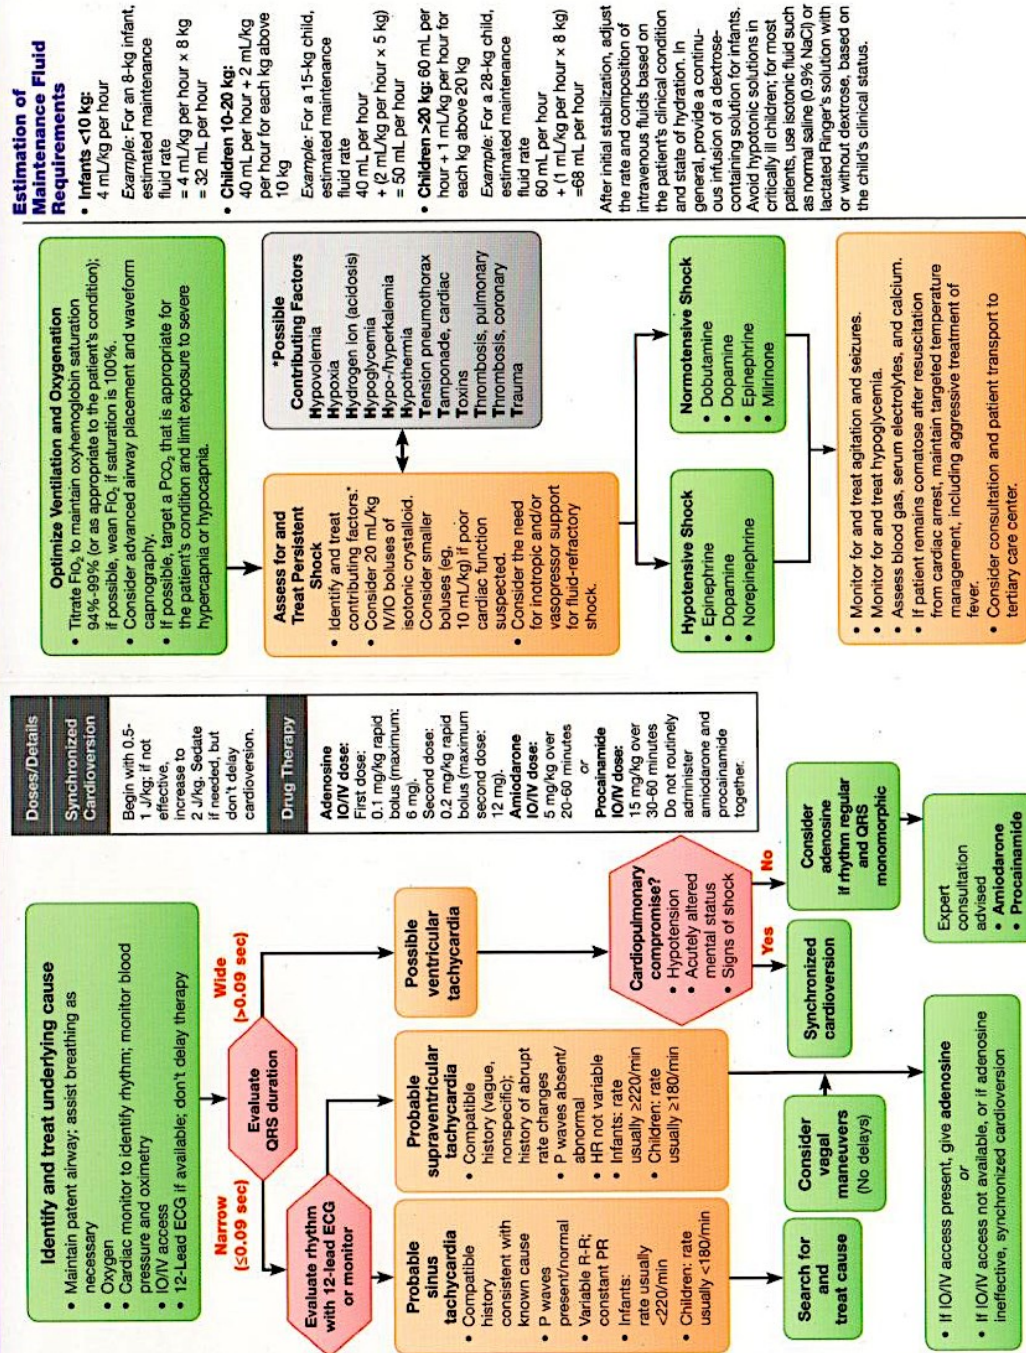 Identify and treat underlying cause
• Maintain patent airway; assist breathing as
necessary
• Oxygen
• Cardiac monitor to identify rhythm; monitor blood
pressure and oximetry
• IO/IV access
• 12-Lead ECG if available; don't delay therapy
Narrow
(≤0.09 sec)
Evaluate
QRS duration
Wide
(>0.09 sec)
Evaluate rhythm
with 12-lead ECG
or monitor
Probable
sinus
tachycardia
• Compatible
history
consistent with
known cause
• P waves
present/normal
• Variable R-R;
constant PR
• Infants:
rate usually
<220/min
• Children: rate
usually <180/min
Probable
supraventricular
tachycardia
• Compatible
history (vague,
nonspecific);
history of abrupt
rate changes
• P waves absent/
abnormal
• HR not variable
• Infants: rate
usually ≥220/min
• Children: rate
usually ≥180/min
Possible
ventricular
tachycardia
Cardiopulmonary
compromise?
• Hypotension
• Acutely altered
mental status
• Signs of shock
Yes
No
Search for
and
treat cause
Consider
vagal
maneuvers
(No delays)
Synchronized
cardioversion
Consider
adenosine
if rhythm regular
and QRS
monomorphic
• If IO/IV access present, give adenosine
or
• If IO/IV access not available, or if adenosine
ineffective, synchronized cardioversion
Expert
consultation
advised
• Amiodarone
• Procainamide
Doses/Details
Synchronized
Cardioversion
Begin with 0.5-
1 J/kg; if not
effective,
increase to
2 J/kg. Sedate
if needed, but
don't delay
cardioversion.
Drug Therapy
Adenosine
IO/IV dose:
First dose:
0.1 mg/kg rapid
bolus (maximum:
6 mg).
Second dose:
0.2 mg/kg rapid
bolus (maximum
second dose:
12 mg).
Amiodarone
IO/IV dose:
5 mg/kg over
20-60 minutes
or
Procainamide
IO/IV dose:
15 mg/kg over
30-60 minutes
Do not routinely
administer
amiodarone and
procainamide
together.
Optimize Ventilation and Oxygenation
• Titrate FIO₂ to maintain oxyhemoglobin saturation
94%-99% (or as appropriate to the patient's condition);
if possible, wean FIO₂ if saturation is 100%.
• Consider advanced airway placement and waveform
capnography.
• If possible, target a PCO₂ that is appropriate for
the patient's condition and limit exposure to severe
hypercapnia or hypocapnia.
Assess for and
Treat Persistent
Shock
• Identify and treat
contributing factors.*
• Consider 20 mL/kg
IV/IO boluses of
isotonic crystalloid.
Consider smaller
boluses (eg,
10 mL/kg) if poor
cardiac function
suspected.
• Consider the need
for inotropic and/or
vasopressor support
for fluid-refractory
shock.
*Possible
Contributing Factors
Hypovolemia
Hypoxia
Hydrogen ion (acidosis)
Hypoglycemia
Hypo-/hyperkalemia
Hypothermia
Tension pneumothorax
Tamponade, cardiac
Toxins
Thrombosis, pulmonary
Thrombosis, coronary
Trauma
Hypotensive Shock
• Epinephrine
• Dopamine
• Norepinephrine
Normotensive Shock
• Dobutamine
• Dopamine
• Epinephrine
• Milrinone
• Monitor for and treat agitation and seizures.
• Monitor for and treat hypoglycemia.
• Assess blood gas, serum electrolytes, and calcium.
• If patient remains comatose after resuscitation
from cardiac arrest, maintain targeted temperature
management, including aggressive treatment of
fever.
• Consider consultation and patient transport to
tertiary care center.
Estimation of
Maintenance Fluid
Requirements
• Infants <10 kg:
4 mL/kg per hour
Example: For an 8-kg infant,
estimated maintenance
fluid rate
= 4 mL/kg per hour × 8 kg
= 32 mL per hour
• Children 10-20 kg:
40 mL per hour + 2 mL/kg
per hour for each kg above
10 kg
Example: For a 15-kg child,
estimated maintenance
fluid rate
40 mL per hour
+ (2 mL/kg per hour × 5 kg)
= 50 mL per hour
• Children >20 kg: 60 mL per
hour + 1 mL/kg per hour for
each kg above 20 kg
Example: For a 28-kg child,
estimated maintenance
fluid rate
60 mL per hour
+ (1 mL/kg per hour × 8 kg)
=68 mL per hour
After initial stabilization, adjust
the rate and composition of
intravenous fluids based on
the patient's clinical condition
and state of hydration. In
general, provide a continu-
ous infusion of a dextrose-
containing solution for infants.
Avoid hypotonic solutions in
critically ill children; for most
patients, use isotonic fluid such
as normal saline (0.9% NaCl) or
lactated Ringer's solution with
or without dextrose, based on
the child's clinical status.